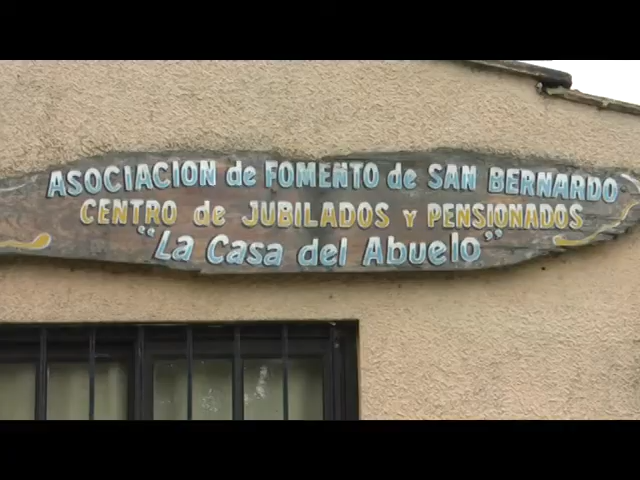 ASOCIACION de FOMENTO de SAN BERNARDO
CENTRO de JUBILADOS y PENSIONADOS
"La Casa del Abuelo"